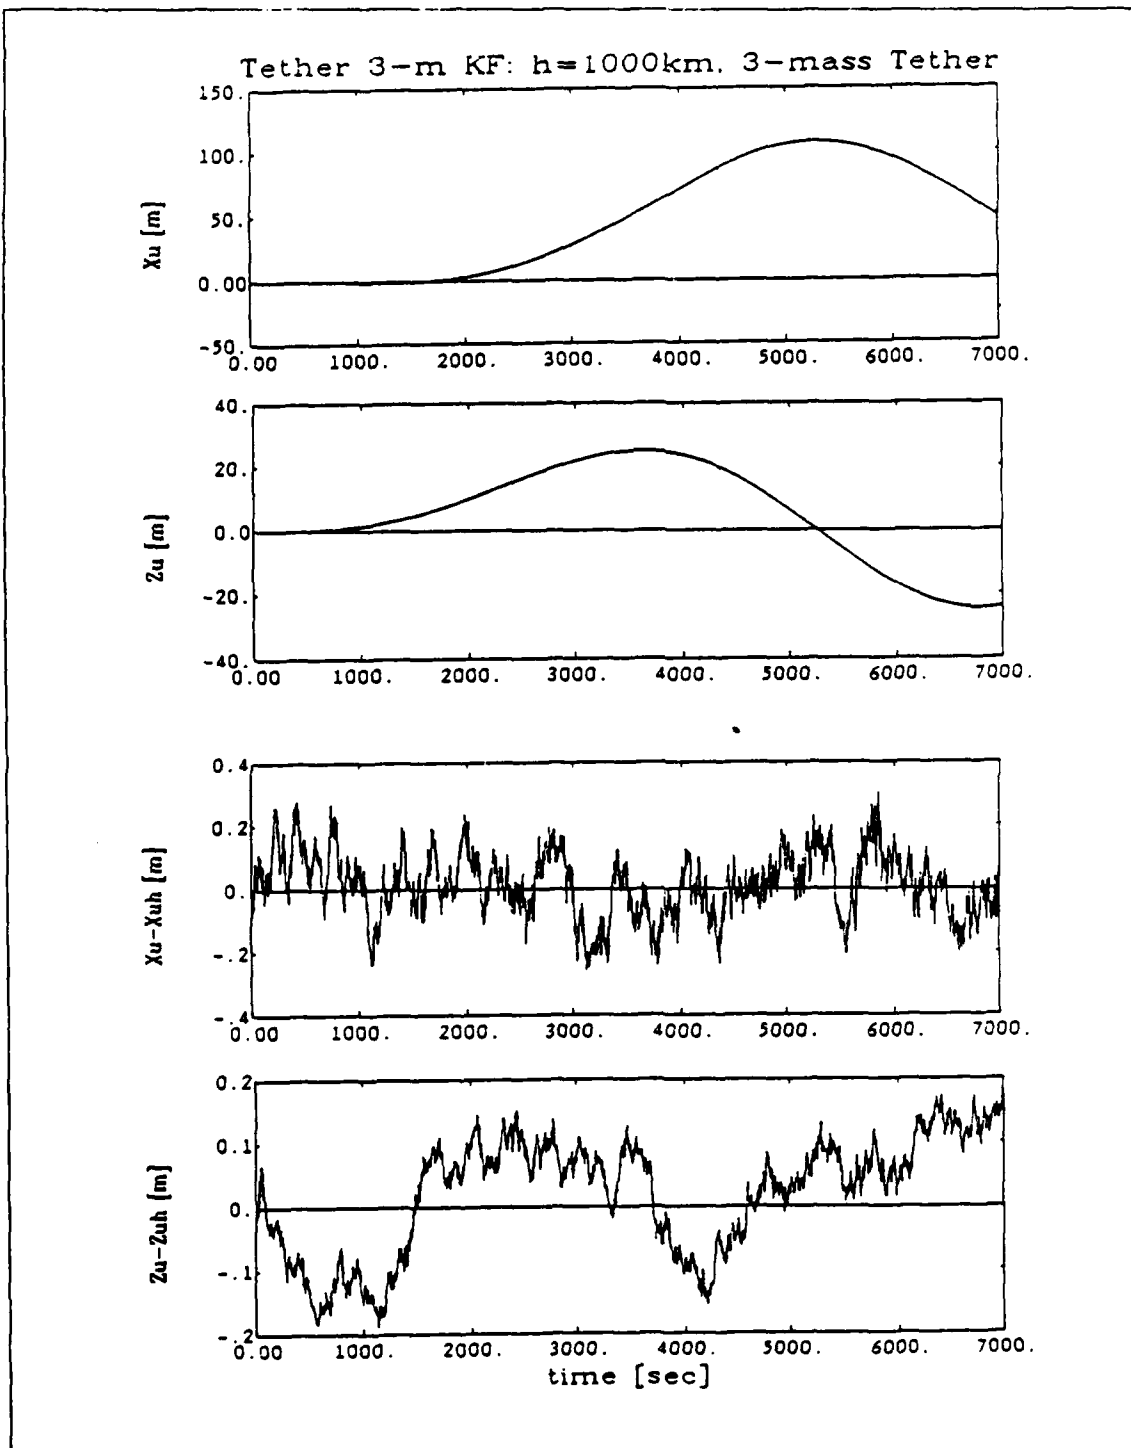 Tether 3-m KF: h=1000km, 3-mass Tether
150.
100.
50.
0.00
-50.
Xu [m]
0.00 1000. 2000. 3000. 4000. 5000. 6000. 7000.
40.
20.
0.0
-20.
-40.
Zu [m]
0.00 1000. 2000. 3000. 4000. 5000. 6000. 7000.
0.4
0.2
0.
-.2
-.4
Xu-Xuh [m]
0.00 1000. 2000. 3000. 4000. 5000. 6000. 7000.
0.2
0.1
0.
-.1
-.2
Zu-Zuh [m]
0.00 1000. 2000. 3000. 4000. 5000. 6000. 7000.
time [sec]